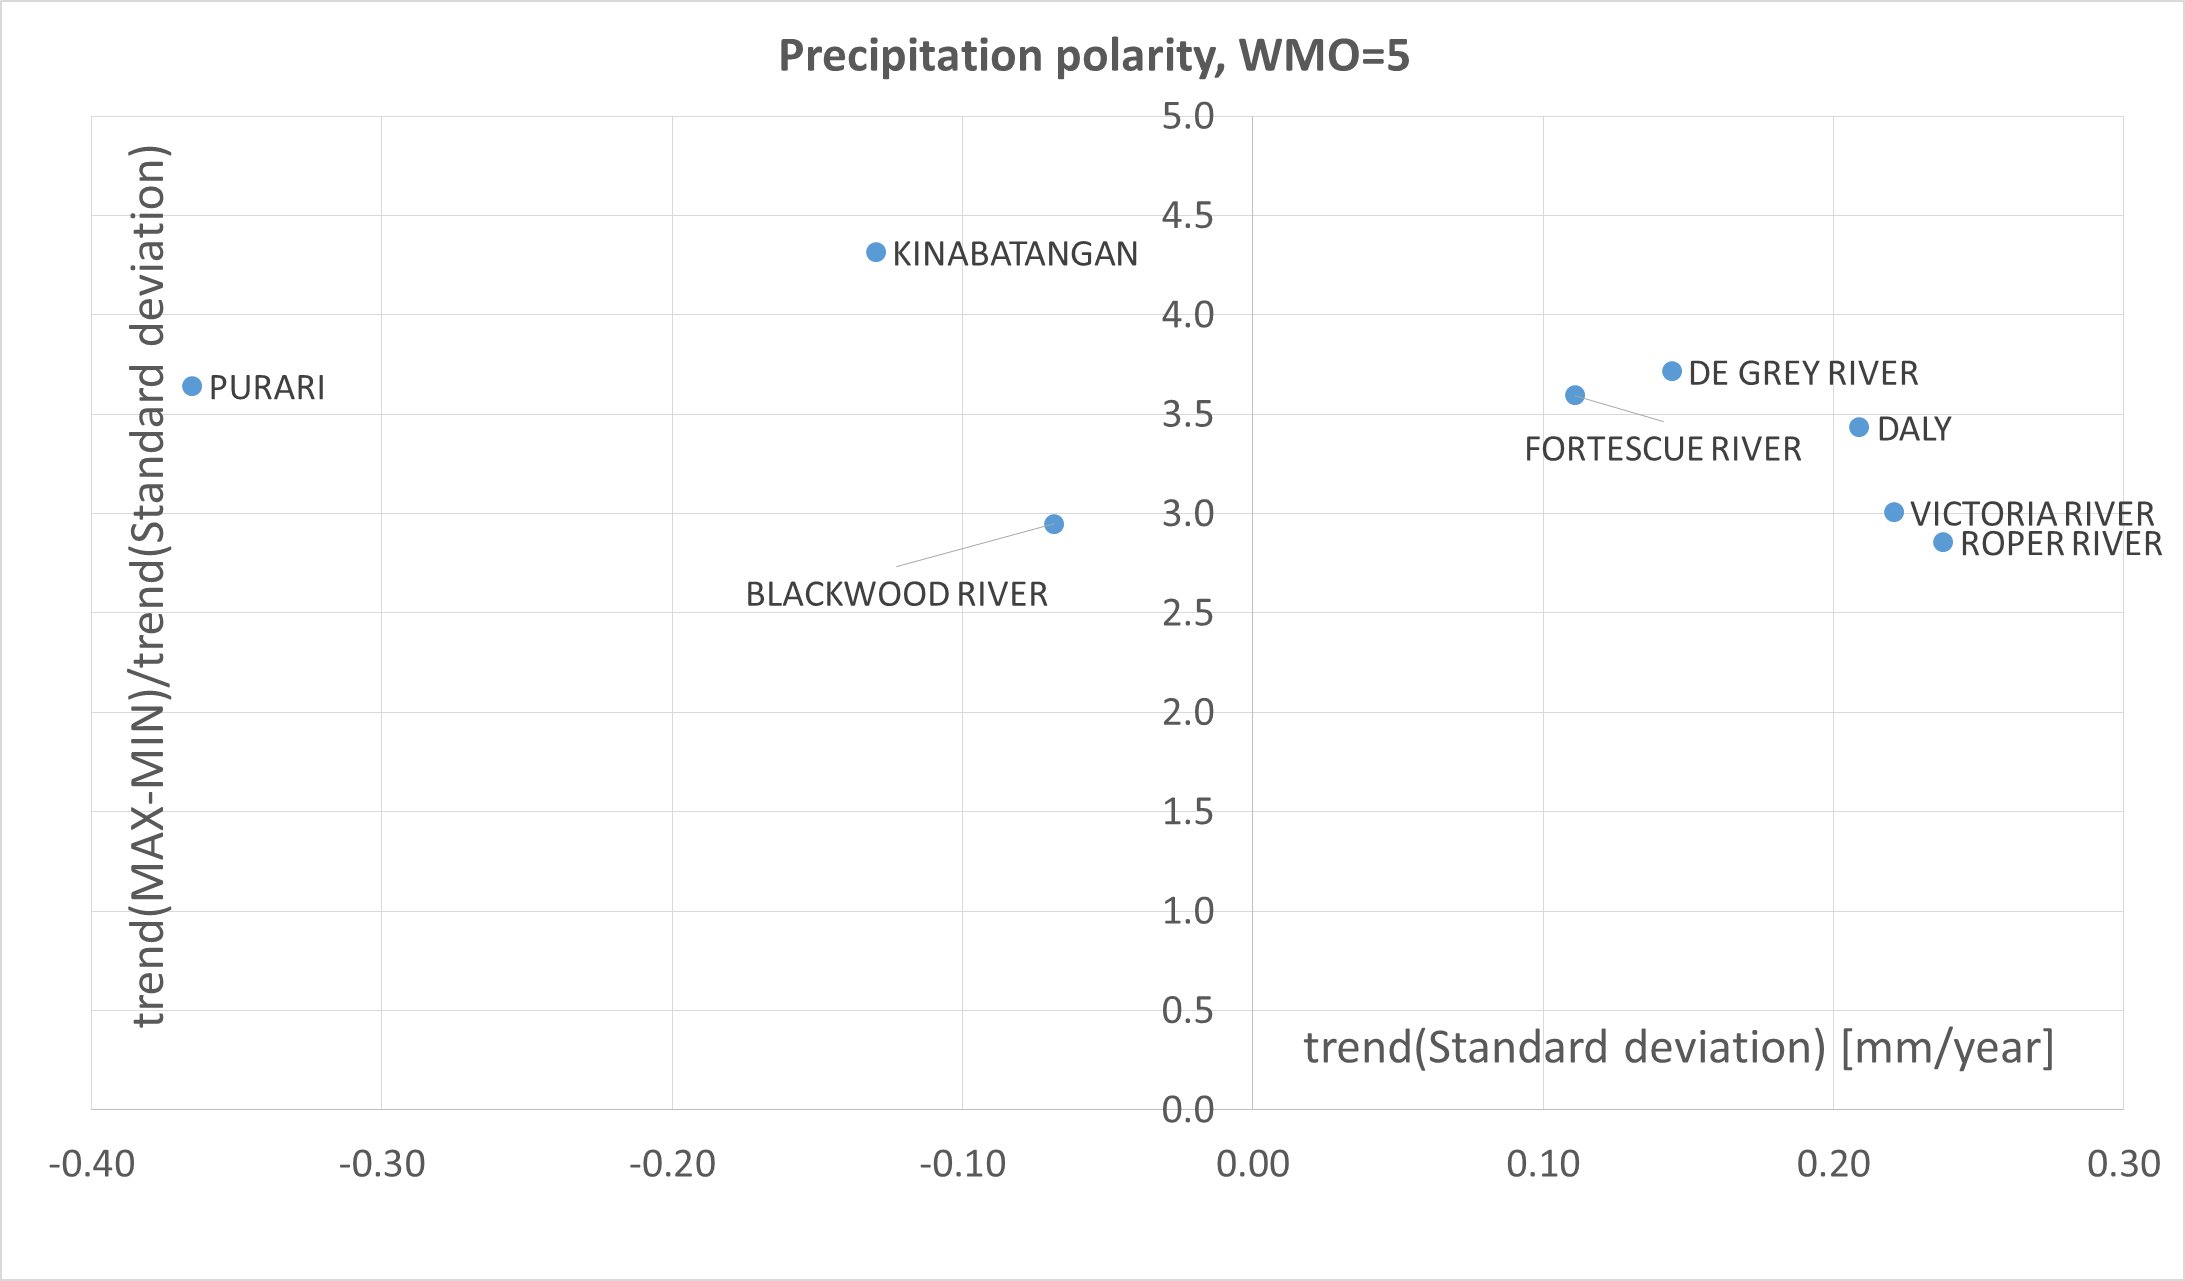 Precipitation polarity, WMO=5
trend(MAX-MIN)/trend(Standard deviation)
5.0
4.5
4.0
3.5
3.0
2.5
2.0
1.5
1.0
0.5
0.0
KINABATANGAN
PURARI
DE GREY RIVER
FORTESCUE RIVER
DALY
VICTORIA RIVER
ROPER RIVER
BLACKWOOD RIVER
trend(Standard deviation) [mm/year]
-0.40
-0.30
-0.20
-0.10
0.00
0.10
0.20
0.30